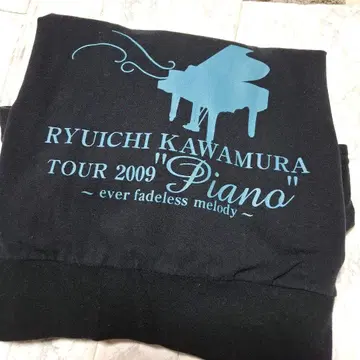 RYUICHI KAWAMURA
TOUR 2009 "Piano"
~ ever fadeless melody ~